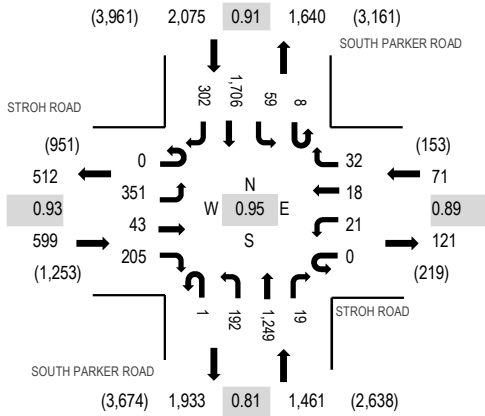 (3,961) 2,075 0.91 1,640 (3,161)
SOUTH PARKER ROAD
302 1,706 59 8
STROH ROAD
(951) (153)
0 32
512 71
351 N 18
0.93 W 0.95 E 0.89
43 21
599 S 121
205 0
(1,253) (219)
1 192 1,249 19
STROH ROAD
SOUTH PARKER ROAD
(3,674) 1,933 0.81 1,461 (2,638)